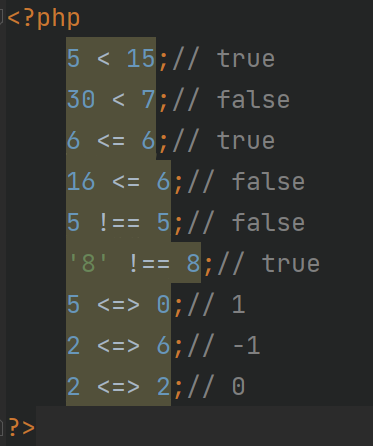 <?php
5 < 15;// true
30 < 7;// false
6 <= 6;// true
16 <= 6;// false
5 !== 5;// false
'8' !== 8;// true
5 <=> 0;// 1
2 <=> 6;// -1
2 <=> 2;// 0
?>